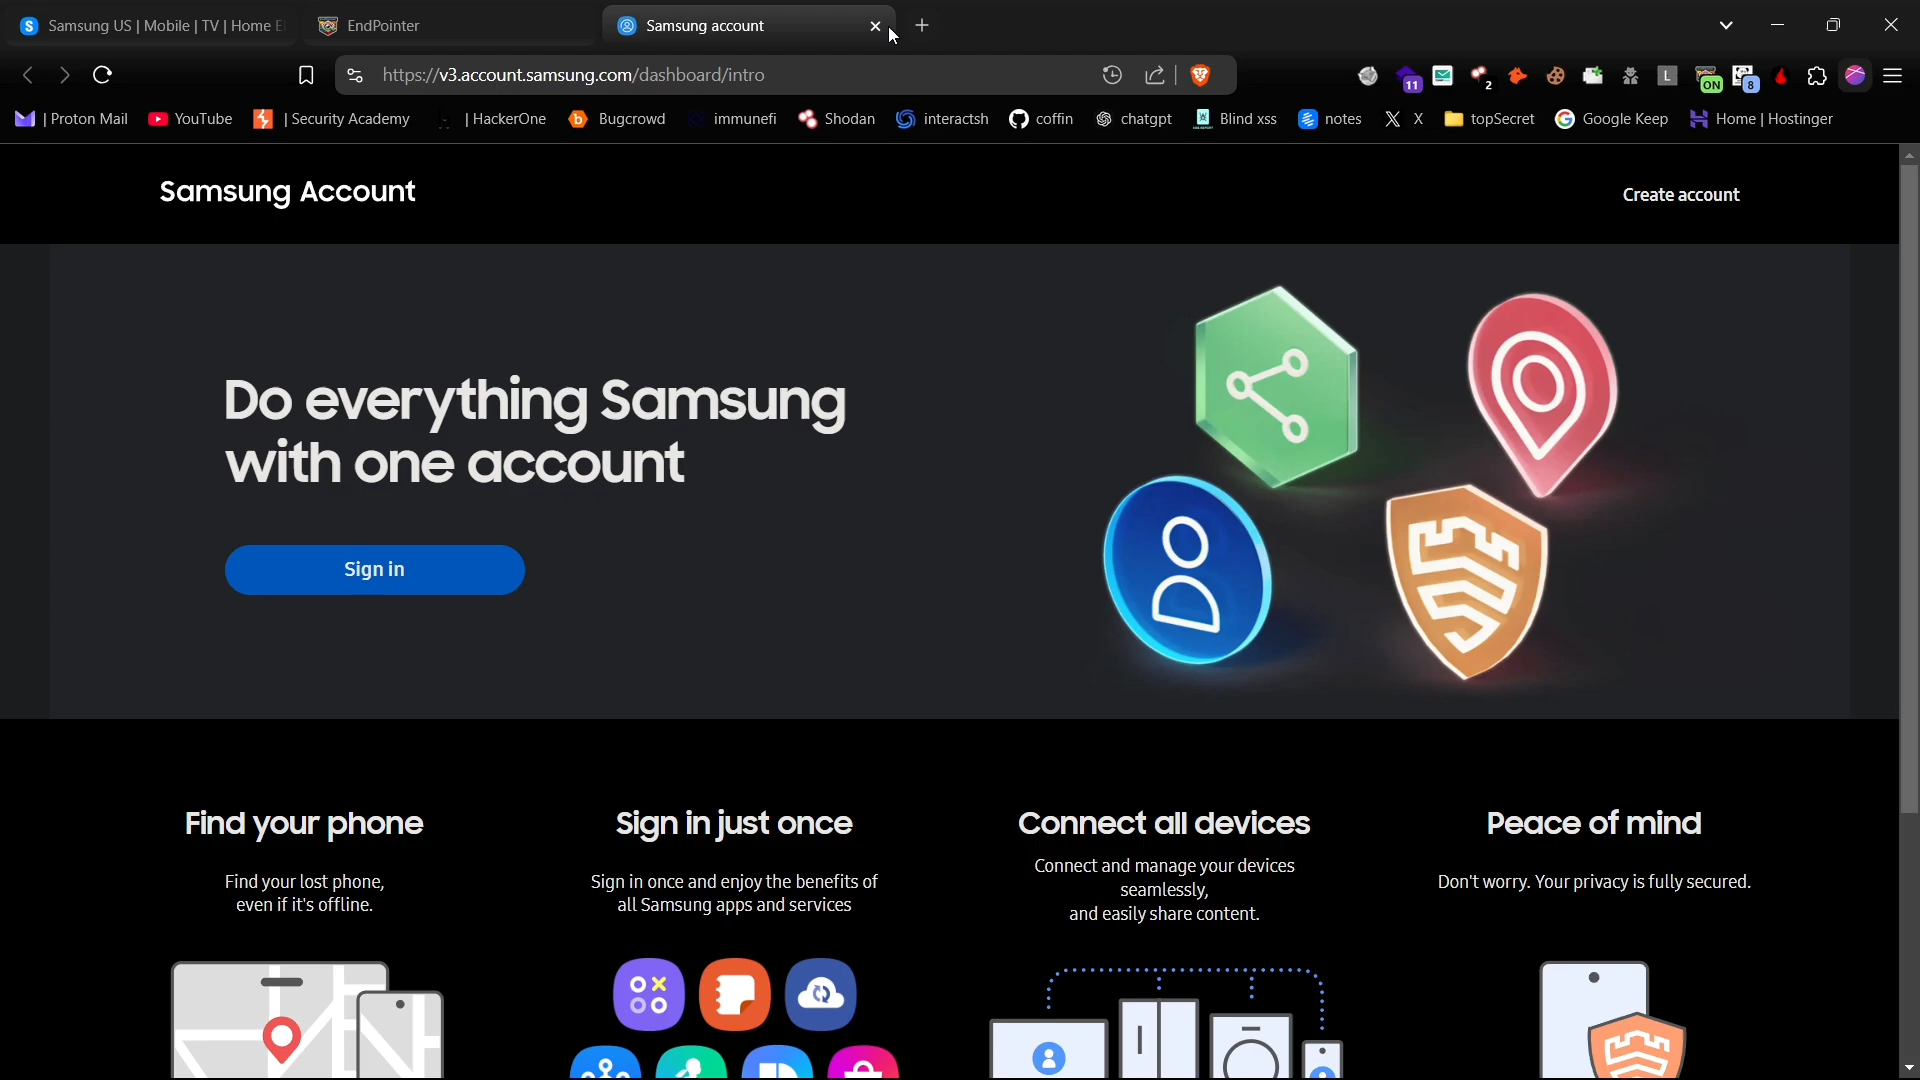 Samsung US | Mobile | TV | Home El
EndPointer
Samsung account
https://v3.account.samsung.com/dashboard/intro
11
2
L
ON
8
| Proton Mail
YouTube
| Security Academy
| HackerOne
Bugcrowd
immunefi
Shodan
interactsh
coffin
chatgpt
Blind xss
notes
X
topSecret
Google Keep
Home | Hostinger
Samsung Account
Create account
Do everything Samsung
with one account
Sign in
Find your phone
Find your lost phone,
even if it's offline.
Sign in just once
Sign in once and enjoy the benefits of
all Samsung apps and services
Connect all devices
Connect and manage your devices
seamlessly,
and easily share content.
Peace of mind
Don't worry. Your privacy is fully secured.